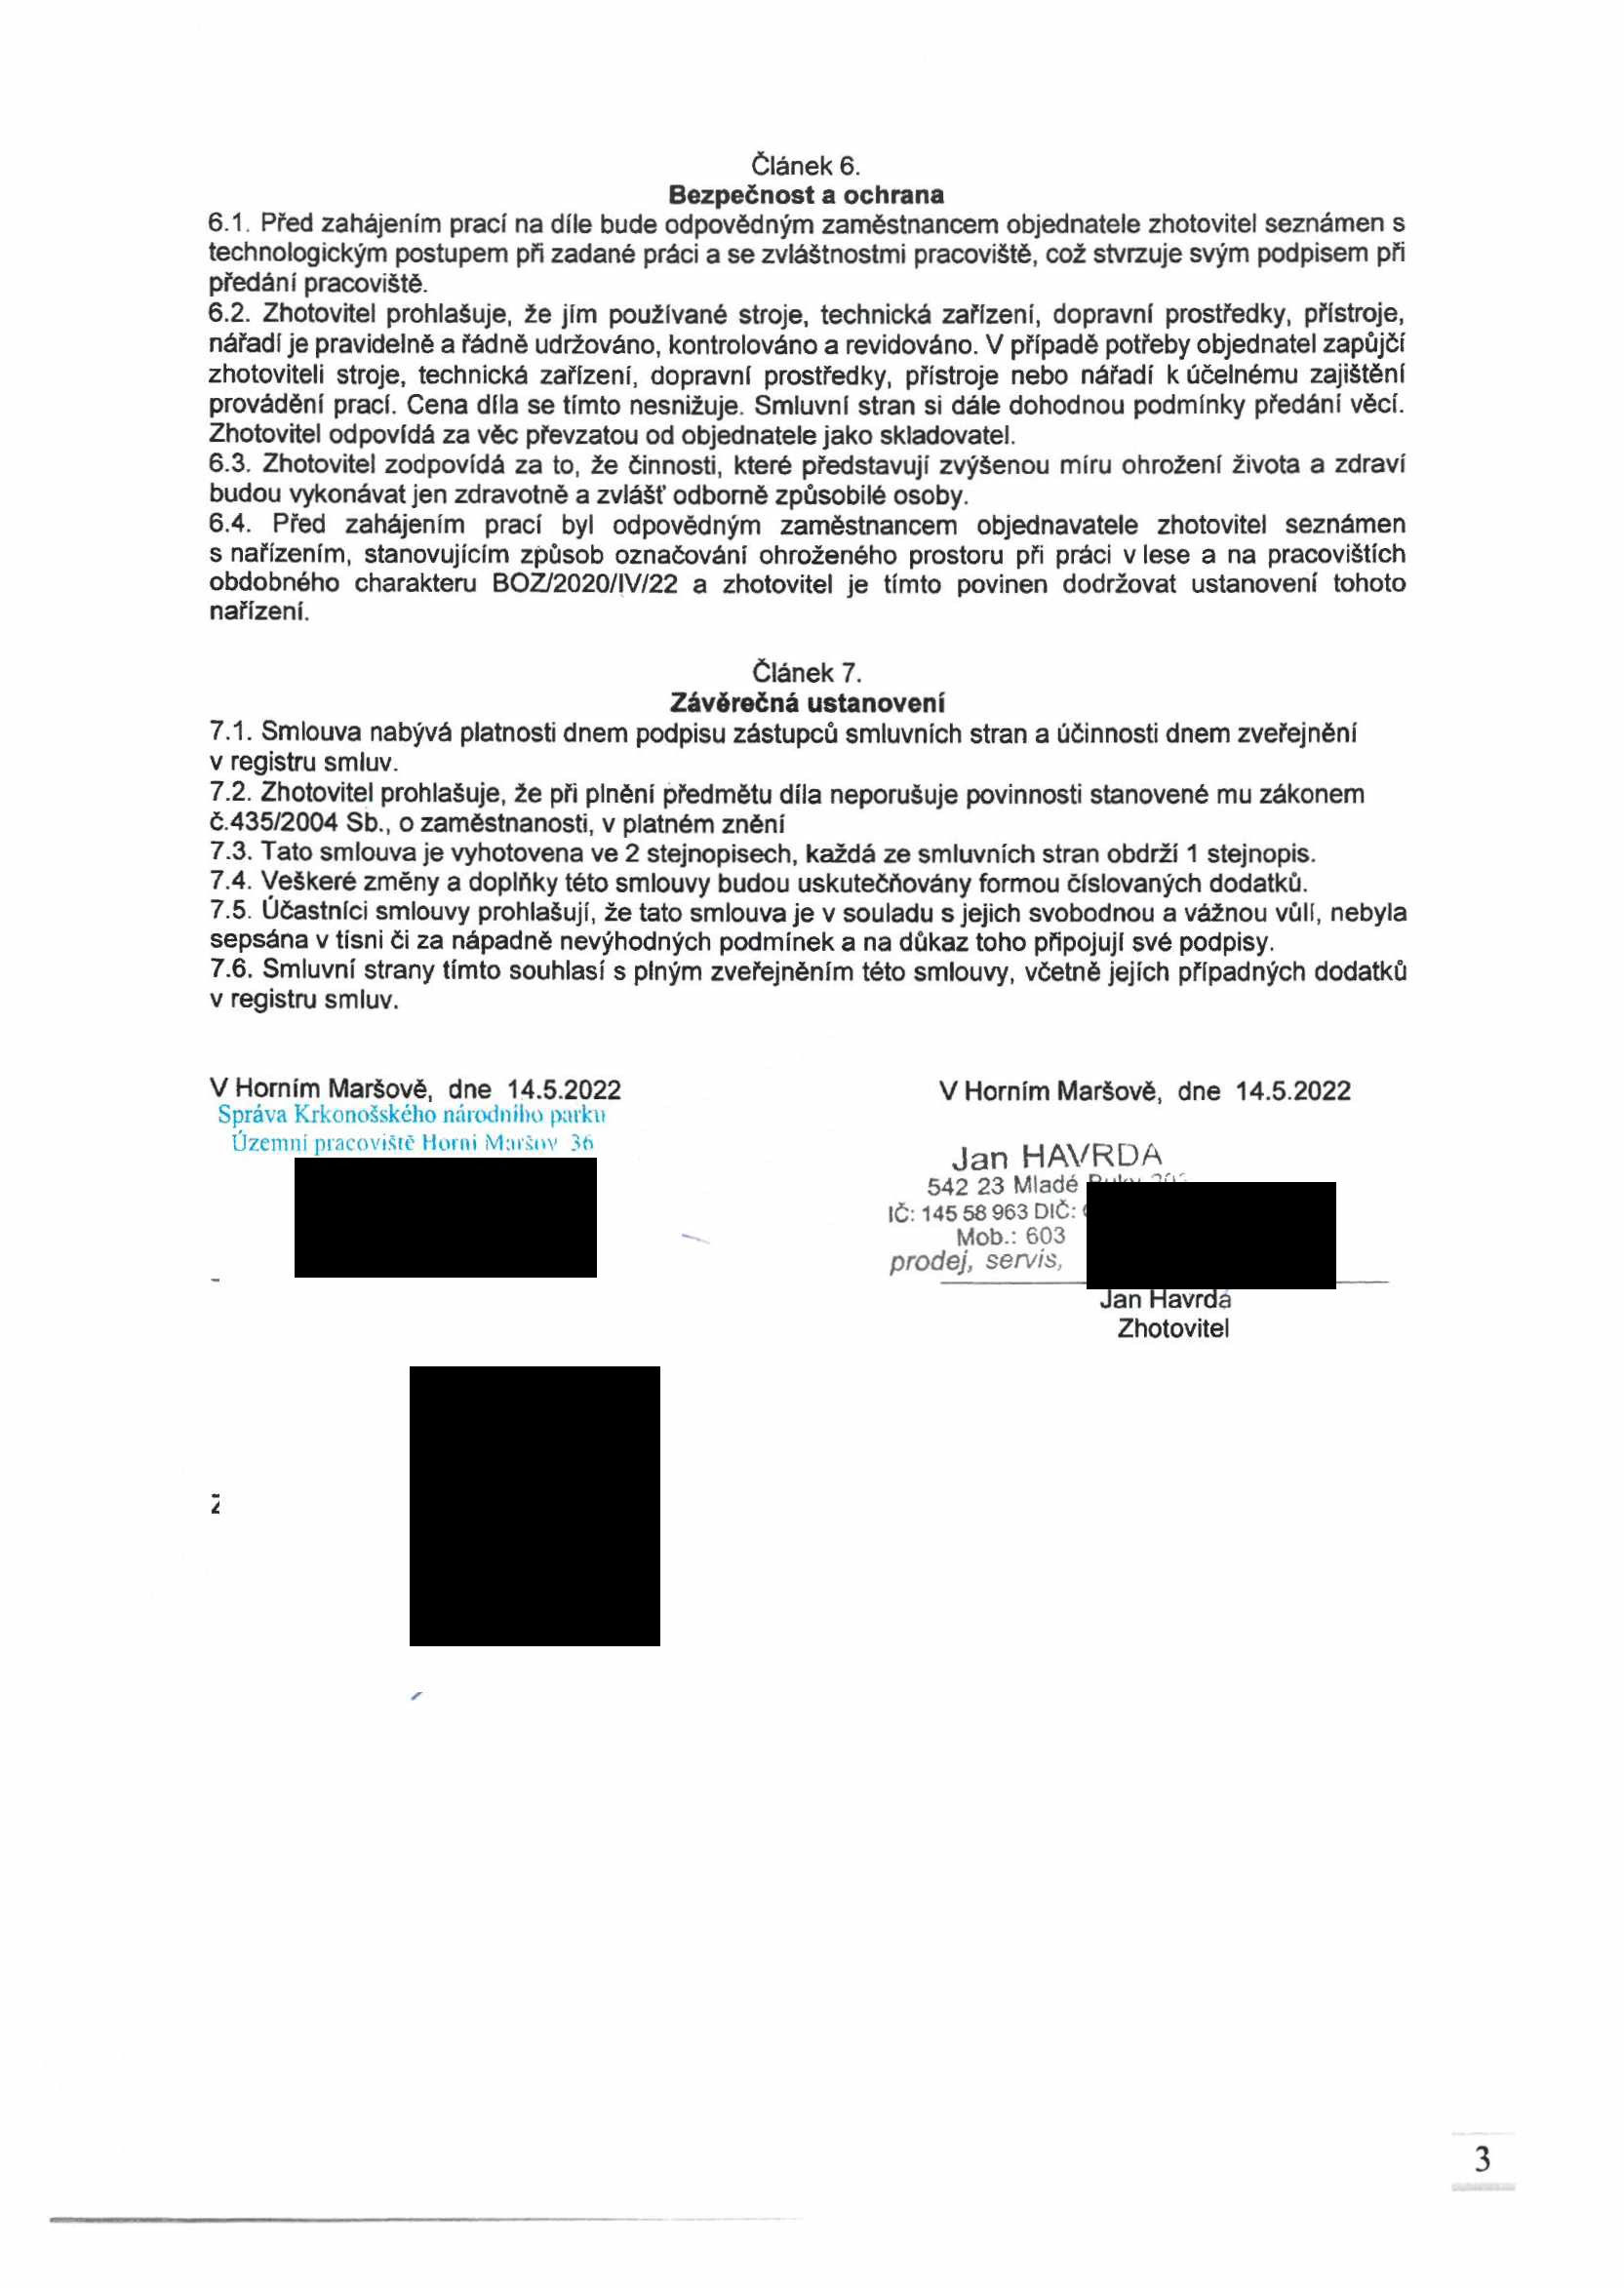 Článek 6.
Bezpečnost a ochrana
6.1. Před zahájením prací na díle bude odpovědným zaměstnancem objednatele zhotovitel seznámen s
technologickým postupem při zadané práci a se zvláštnostmi pracoviště, což stvrzuje svým podpisem při
předání pracoviště.
6.2. Zhotovitel prohlašuje, že jím používané stroje, technická zařízení, dopravní prostředky, přístroje,
nářadí je pravidelně a řádně udržováno, kontrolováno a revidováno. V případě potřeby objednatel zapůjčí
zhotoviteli stroje, technická zařízení, dopravní prostředky, přístroje nebo nářadí k účelnému zajištění
provádění prací. Cena díla se tímto nesnižuje. Smluvní stran si dále dohodnou podmínky předání věcí.
Zhotovitel odpovídá za věc převzatou od objednatele jako skladovatel.
6.3. Zhotovitel zodpovídá za to, že činnosti, které představují zvýšenou míru ohrožení života a zdraví
budou vykonávat jen zdravotně a zvlášť odborně způsobilé osoby.
6.4. Před zahájením prací byl odpovědným zaměstnancem objednavatele zhotovitel seznámen
s nařízením, stanovujícím způsob označování ohroženého prostoru při práci v lese a na pracovištích
obdobného charakteru BOZ/2020/IV/22 a zhotovitel je tímto povinen dodržovat ustanovení tohoto
nařízení.
Článek 7.
Závěrečná ustanovení
7.1. Smlouva nabývá platnosti dnem podpisu zástupců smluvních stran a účinnosti dnem zveřejnění
v registru smluv.
7.2. Zhotovitel prohlašuje, že při plnění předmětu díla neporušuje povinnosti stanovené mu zákonem
č.435/2004 Sb., o zaměstnanosti, v platném znění
7.3. Tato smlouva je vyhotovena ve 2 stejnopisech, každá ze smluvních stran obdrží 1 stejnopis.
7.4. Veškeré změny a doplňky této smlouvy budou uskutečňovány formou číslovaných dodatků.
7.5. Účastníci smlouvy prohlašují, že tato smlouva je v souladu s jejich svobodnou a vážnou vůlí, nebyla
sepsána v tísni či za nápadně nevýhodných podmínek a na důkaz toho připojují své podpisy.
7.6. Smluvní strany tímto souhlasí s plným zveřejněním této smlouvy, včetně jejích případných dodatků
v registru smluv.
V Horním Maršově, dne 14.5.2022
Správa Krkonošského národního parku
Územní pracoviště Horní Maršov 36
V Horním Maršově, dne 14.5.2022
Jan HAVRDA
542 23 Mladé
IČ: 145 58 963 DIČ:
Mob.: 603
prodej, servis,
Jan Havrda
Zhotovitel
3